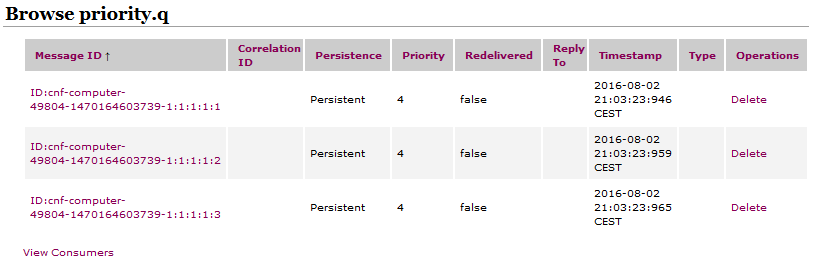 Browse priority.q
Message ID ↑ Correlation ID Persistence Priority Redelivered Reply To Timestamp Type Operations
ID:cnf-computer-
49804-1470164603739-1:1:1:1:1 Persistent 4 false 2016-08-02 21:03:23:946 CEST Delete
ID:cnf-computer-
49804-1470164603739-1:1:1:1:2 Persistent 4 false 2016-08-02 21:03:23:959 CEST Delete
ID:cnf-computer-
49804-1470164603739-1:1:1:1:3 Persistent 4 false 2016-08-02 21:03:23:965 CEST Delete
View Consumers